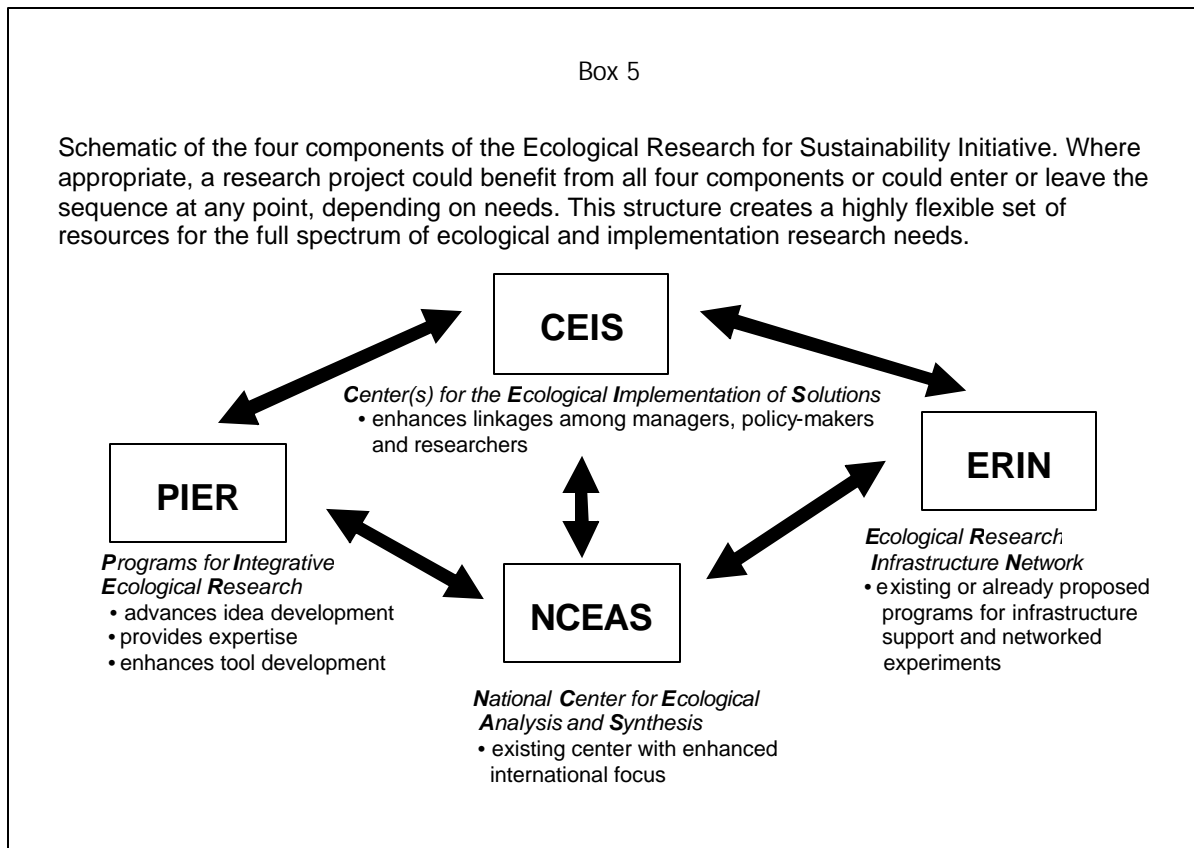 Box 5
Schematic of the four components of the Ecological Research for Sustainability Initiative. Where
appropriate, a research project could benefit from all four components or could enter or leave the
sequence at any point, depending on needs. This structure creates a highly flexible set of
resources for the full spectrum of ecological and implementation research needs.
CEIS
Center(s) for the Ecological Implementation of Solutions
• enhances linkages among managers, policy-makers
and researchers
PIER
Programs for Integrative
Ecological Research
• advances idea development
• provides expertise
• enhances tool development
ERIN
Ecological Research
Infrastructure Network
• existing or already proposed
programs for infrastructure
support and networked
experiments
NCEAS
National Center for Ecological
Analysis and Synthesis
• existing center with enhanced
international focus